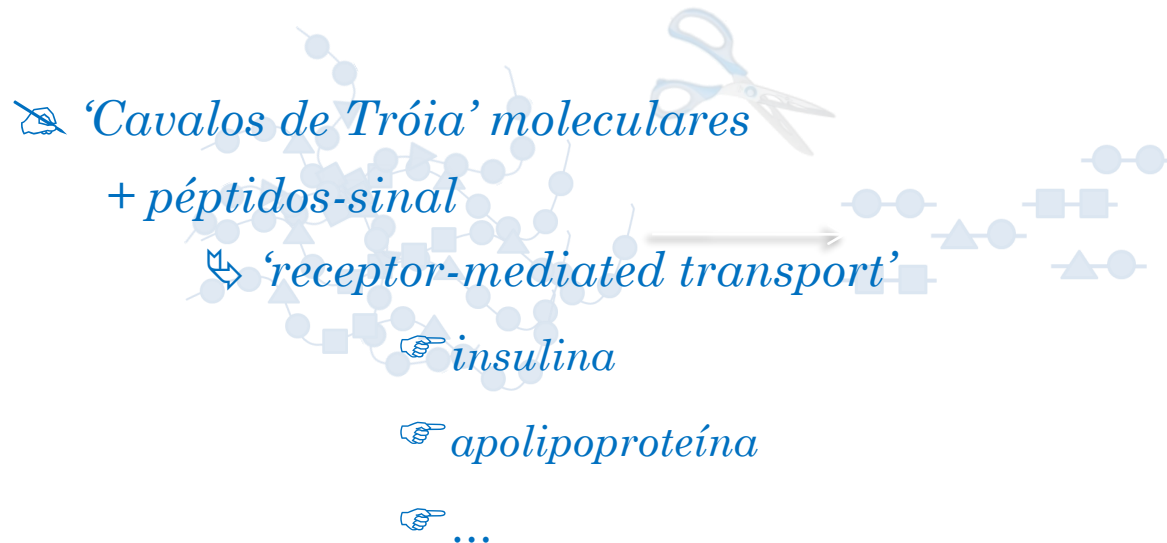 ‘Cavalos de Tróia’ moleculares
+ péptidos-sinal
‘receptor-mediated transport’
insulina
apolipoproteína
...